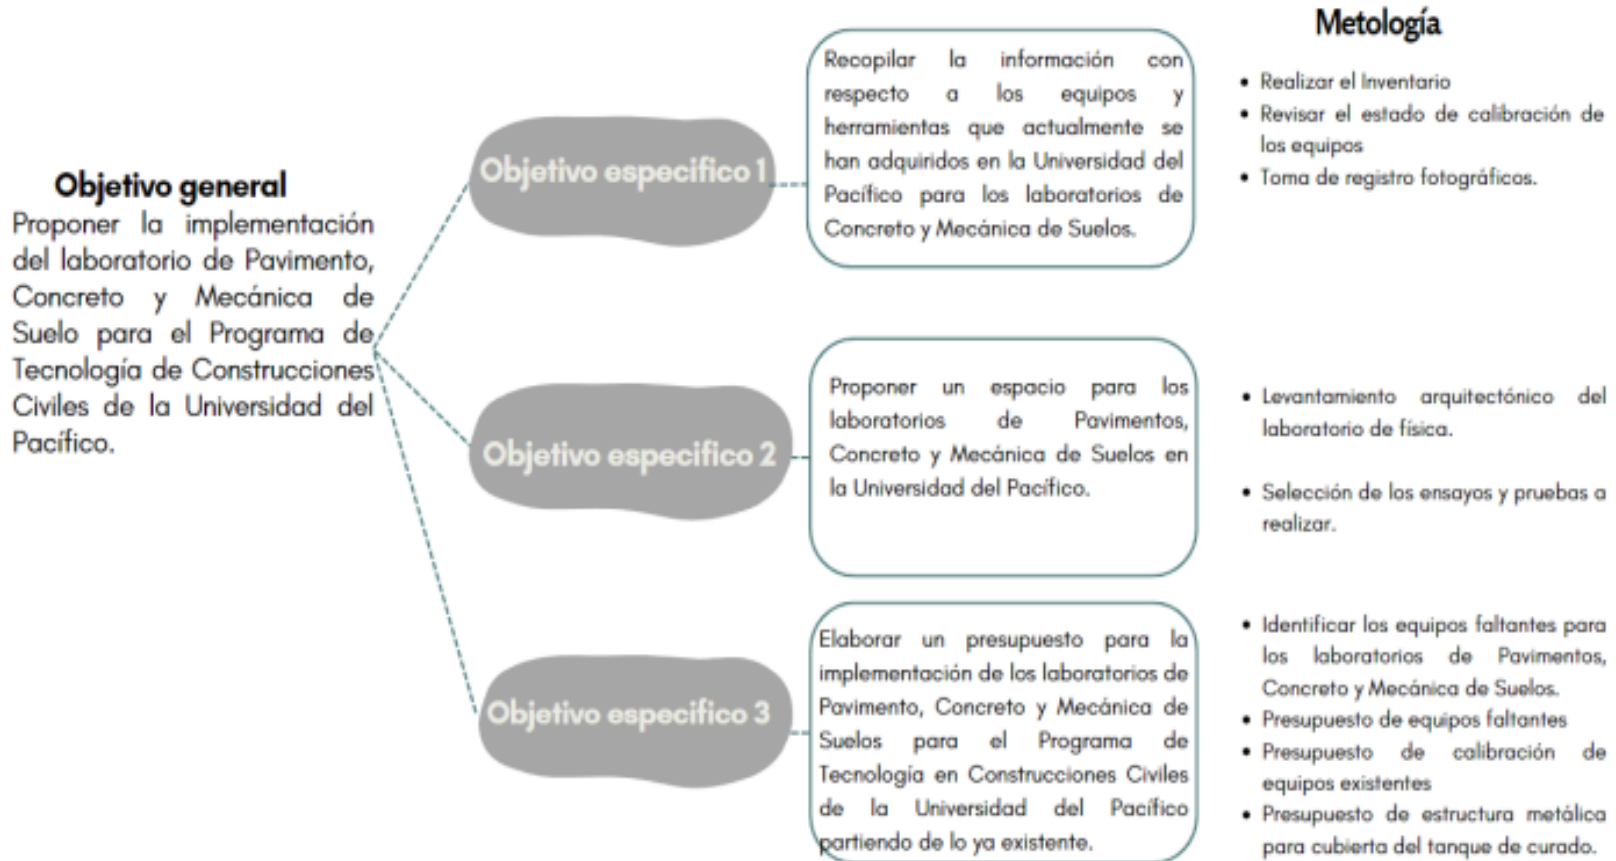 Objetivo general
Proponer la implementación
del laboratorio de Pavimento,
Concreto y Mecánica de
Suelo para el Programa de
Tecnología de Construcciones
Civiles de la Universidad del
Pacífico.
Objetivo especifico 1
Recopilar la información con
respecto a los equipos y
herramientas que actualmente se
han adquiridos en la Universidad del
Pacífico para los laboratorios de
Concreto y Mecánica de Suelos.
Metología
• Realizar el Inventario
• Revisar el estado de calibración de
los equipos
• Toma de registro fotográficos.
Objetivo especifico 2
Proponer un espacio para los
laboratorios de Pavimentos,
Concreto y Mecánica de Suelos en
la Universidad del Pacífico.
• Levantamiento arquitectónico del
laboratorio de física.
• Selección de los ensayos y pruebas a
realizar.
Objetivo especifico 3
Elaborar un presupuesto para la
implementación de los laboratorios de
Pavimento, Concreto y Mecánica de
Suelos para el Programa de
Tecnología en Construcciones Civiles
de la Universidad del Pacífico
partiendo de lo ya existente.
• Identificar los equipos faltantes para
los laboratorios de Pavimentos,
Concreto y Mecánica de Suelos.
• Presupuesto de equipos faltantes
• Presupuesto de calibración de
equipos existentes
• Presupuesto de estructura metálica
para cubierta del tanque de curado.